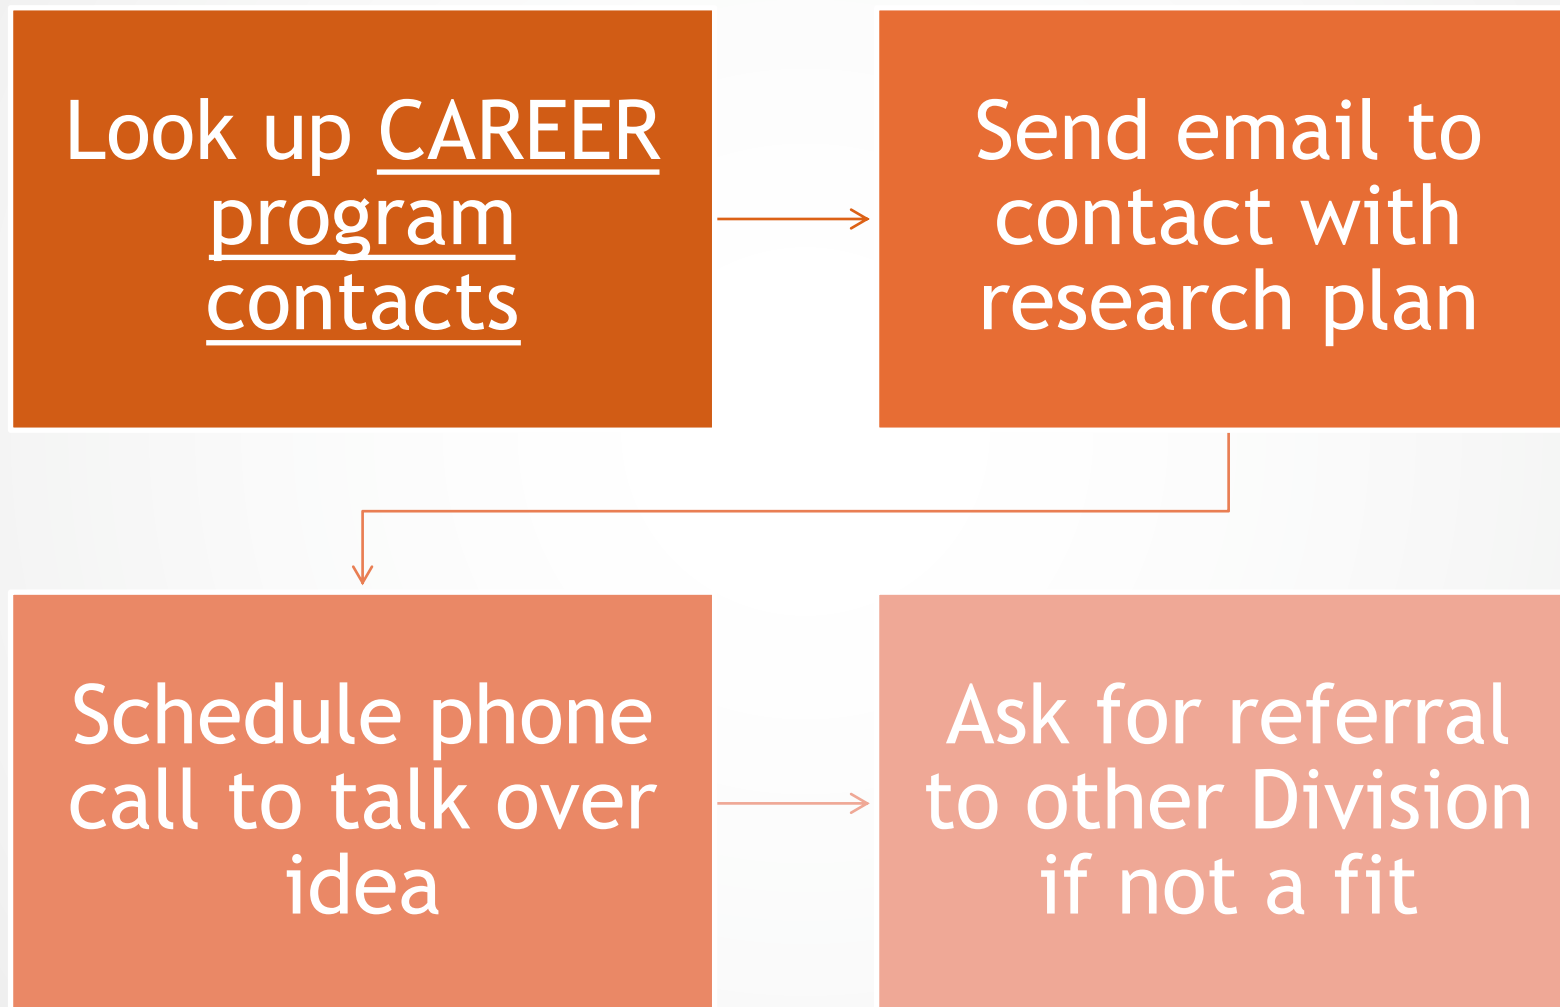 Look up CAREER
program
contacts
Send email to
contact with
research plan
Schedule phone
call to talk over
idea
Ask for referral
to other Division
if not a fit